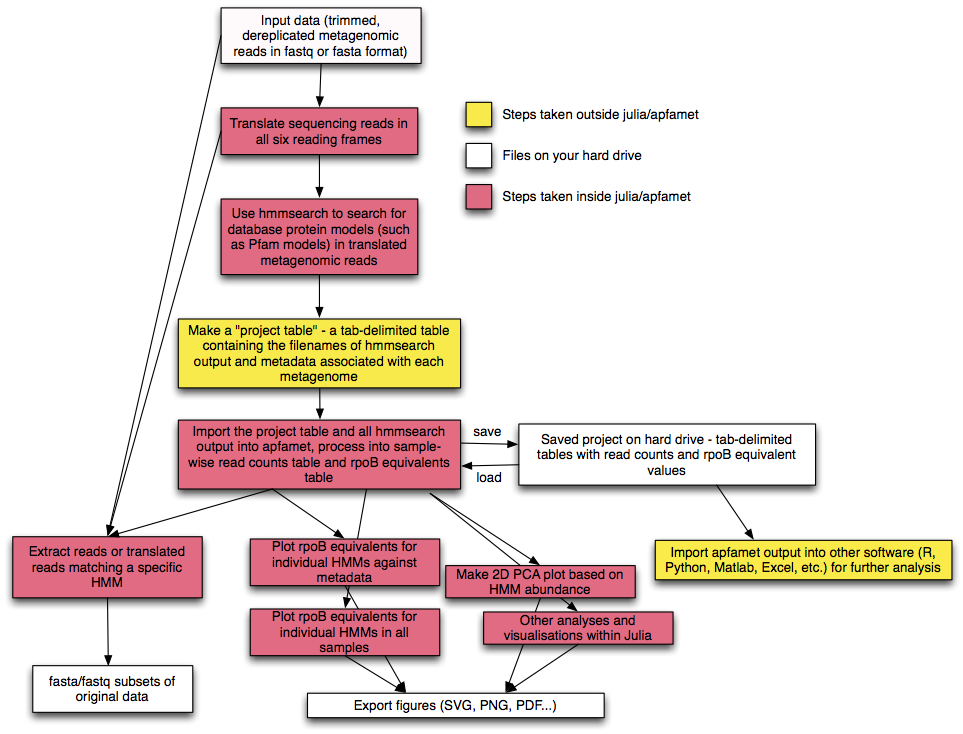 Input data (trimmed,
dereplicated metagenomic
reads in fastq or fasta format)
Translate sequencing reads in
all six reading frames
Steps taken outside julia/apfamet
Files on your hard drive
Steps taken inside julia/apfamet
Use hmmsearch to search for
database protein models (such
as Pfam models) in translated
metagenomic reads
Make a "project table" - a tab-delimited table
containing the filenames of hmmsearch
output and metadata associated with each
metagenome
Import the project table and all hmmsearch
output into apfamet, process into sample-
wise read counts table and rpoB equivalents
table
save
load
Saved project on hard drive - tab-delimited
tables with read counts and rpoB equivalent
values
Extract reads or translated
reads matching a specific
HMM
Plot rpoB equivalents for
individual HMMs against
metadata
Make 2D PCA plot based on
HMM abundance
Import apfamet output into other software (R,
Python, Matlab, Excel, etc.) for further analysis
Plot rpoB equivalents for
individual HMMs in all
samples
Other analyses and
visualisations within Julia
fasta/fastq subsets of
original data
Export figures (SVG, PNG, PDF...)